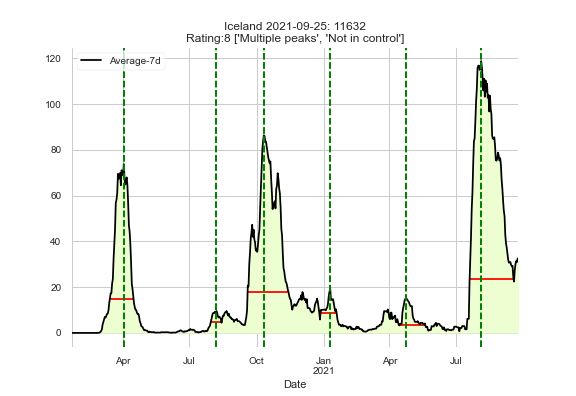 Iceland 2021-09-25: 11632
Rating:8 ['Multiple peaks', 'Not in control']
Average-7d
120
100
80
60
40
20
0
Apr
Jul
Oct
Jan
2021
Apr
Jul
Date